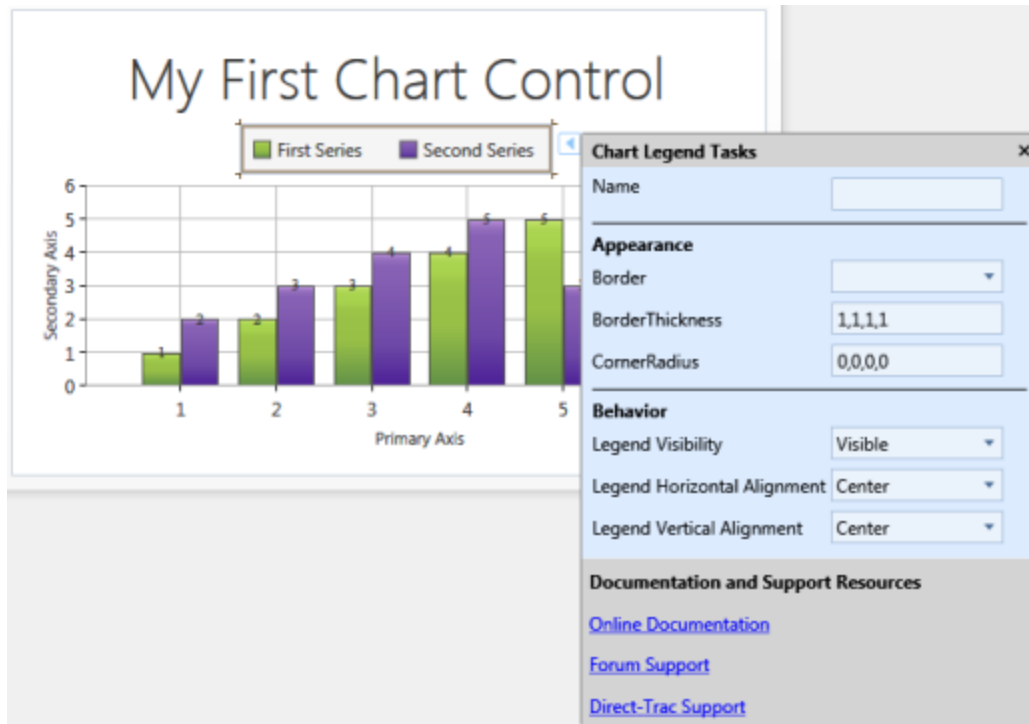 My First Chart Control
First Series Second Series
6
5
4
3
2
1
0
Secondary Axis
1 2 2 3 3 4 4 5 5 3
1 2 3 4 5
Primary Axis
Chart Legend Tasks ×
Name
Appearance
Border
BorderThickness 1,1,1,1
CornerRadius 0,0,0,0
Behavior
Legend Visibility Visible
Legend Horizontal Alignment Center
Legend Vertical Alignment Center
Documentation and Support Resources
Online Documentation
Forum Support
Direct-Trac Support